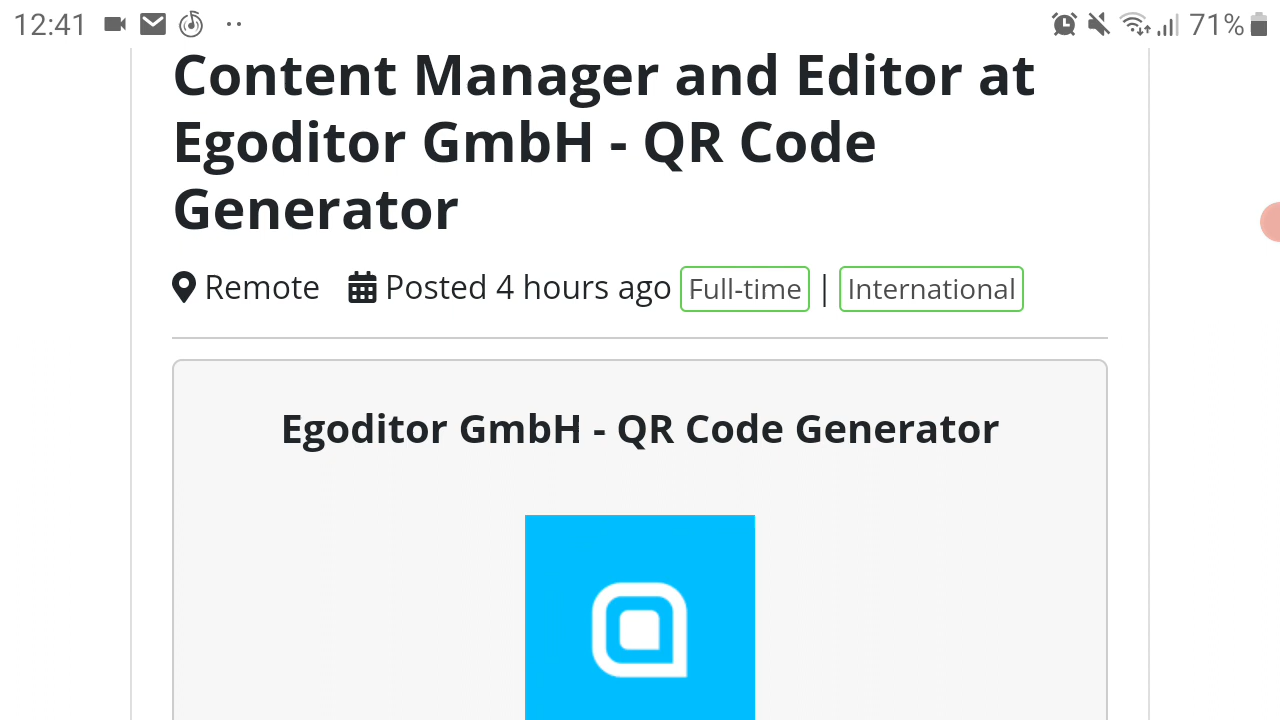 12:41
71%
Content Manager and Editor at
Egoditor GmbH - QR Code
Generator
Remote Posted 4 hours ago Full-time | International
Egoditor GmbH - QR Code Generator